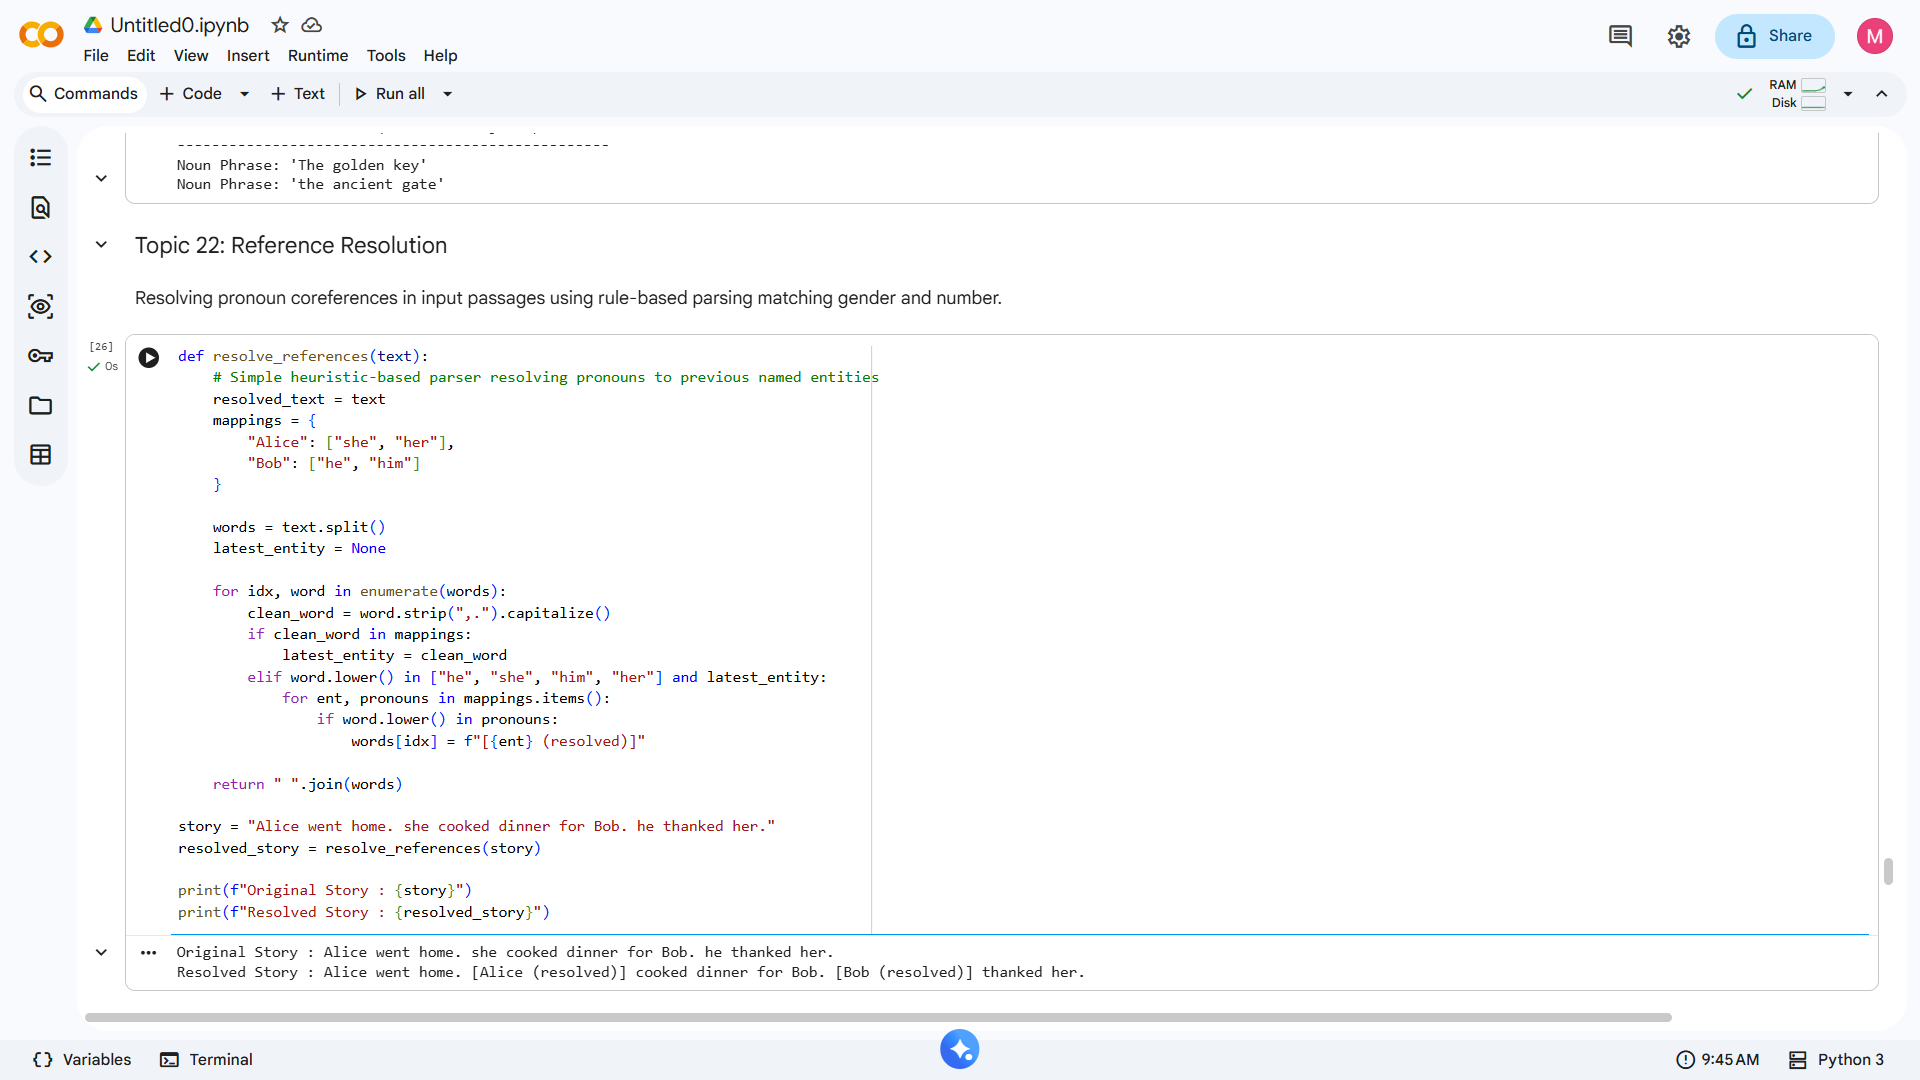 Untitled0.ipynb
File Edit View Insert Runtime Tools Help
Share
M
Commands + Code + Text Run all
RAM
Disk
--------------------------------------------------
Noun Phrase: 'The golden key'
Noun Phrase: 'the ancient gate'
Topic 22: Reference Resolution
Resolving pronoun coreferences in input passages using rule-based parsing matching gender and number.
[26]
0s
def resolve_references(text):
    # Simple heuristic-based parser resolving pronouns to previous named entities
    resolved_text = text
    mappings = {
        "Alice": ["she", "her"],
        "Bob": ["he", "him"]
    }
    words = text.split()
    latest_entity = None
    for idx, word in enumerate(words):
        clean_word = word.strip(",.").capitalize()
        if clean_word in mappings:
            latest_entity = clean_word
        elif word.lower() in ["he", "she", "him", "her"] and latest_entity:
            for ent, pronouns in mappings.items():
                if word.lower() in pronouns:
                    words[idx] = f"[{ent} (resolved)]"
    return " ".join(words)
story = "Alice went home. she cooked dinner for Bob. he thanked her."
resolved_story = resolve_references(story)
print(f"Original Story : {story}")
print(f"Resolved Story : {resolved_story}")
Original Story : Alice went home. she cooked dinner for Bob. he thanked her.
Resolved Story : Alice went home. [Alice (resolved)] cooked dinner for Bob. [Bob (resolved)] thanked her.
Variables Terminal
9:45 AM Python 3